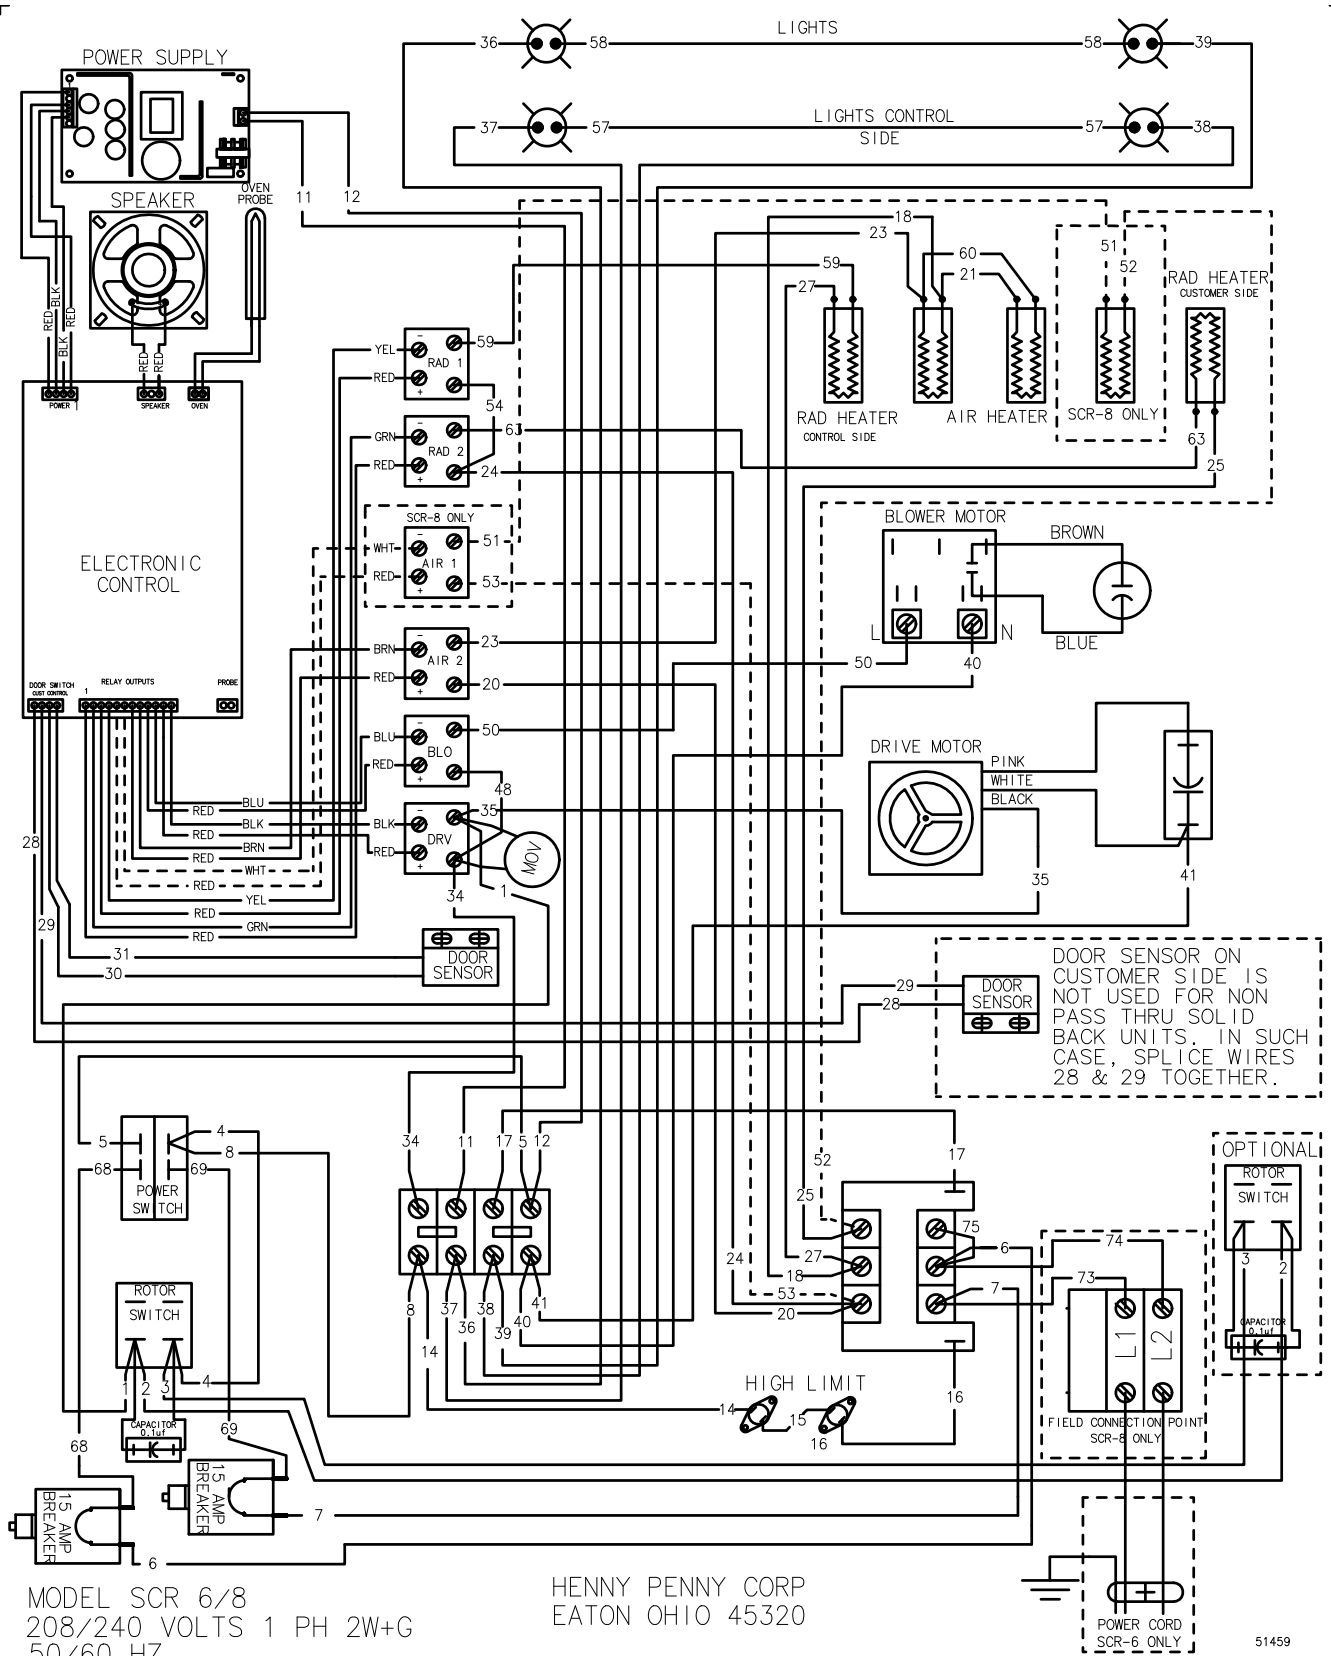 36
58
LIGHTS
58
39
POWER SUPPLY
37
57
LIGHTS CONTROL
SIDE
57
38
OVEN
PROBE
11
12
SPEAKER
18
23
59
27
60
21
51
52
RAD HEATER
CUSTOMER SIDE
RED
BLK
BLK
RED
RED
RED
POWER
SPEAKER
OVEN
YEL
RED
-
RAD 1
+
59
54
RAD HEATER
CONTROL SIDE
AIR HEATER
SCR-8 ONLY
63
25
GRN
RED
-
RAD 2
+
63
24
SCR-8 ONLY
WHT
RED
-
AIR 1
+
51
53
BLOWER MOTOR
BROWN
BLUE
L
N
50
40
ELECTRONIC
CONTROL
BRN
RED
-
AIR 2
+
23
20
DOOR SWITCH
CUST CONTROL
RELAY OUTPUTS
1
PROBE
BLU
RED
-
BLO
+
50
48
DRIVE MOTOR
PINK
WHITE
BLACK
35
41
BLU
RED
BLK
RED
BRN
RED
WHT
RED
YEL
RED
GRN
RED
BLK
RED
-
DRV
+
35
MOV
34
1
28
29
31
30
DOOR
SENSOR
29
28
DOOR
SENSOR
DOOR SENSOR ON
CUSTOMER SIDE IS
NOT USED FOR NON
PASS THRU SOLID
BACK UNITS. IN SUCH
CASE, SPLICE WIRES
28 & 29 TOGETHER.
5
4
8
68
69
POWER
SWITCH
34
11
17
5
12
52
25
17
OPTIONAL
ROTOR
SWITCH
3
2
CAPACITOR
0.1uf
24
27
18
53
20
75
6
7
74
73
L1
L2
FIELD CONNECTION POINT
SCR-8 ONLY
ROTOR
SWITCH
1
2
3
4
CAPACITOR
0.1uf
8
14
37
36
38
39
40
41
HIGH LIMIT
14
15
16
16
68
69
15 AMP
BREAKER
7
15 AMP
BREAKER
6
MODEL SCR 6/8
208/240 VOLTS 1 PH 2W+G
50/60 HZ
HENNY PENNY CORP
EATON OHIO 45320
POWER CORD
SCR-6 ONLY
51459